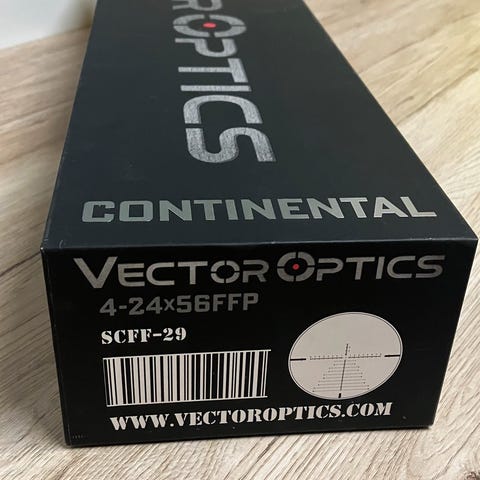 VECTOR OPTICS
CONTINENTAL
VECTOR OPTICS
4-24x56FFP
SCFF-29
WWW.VECTOROPTICS.COM